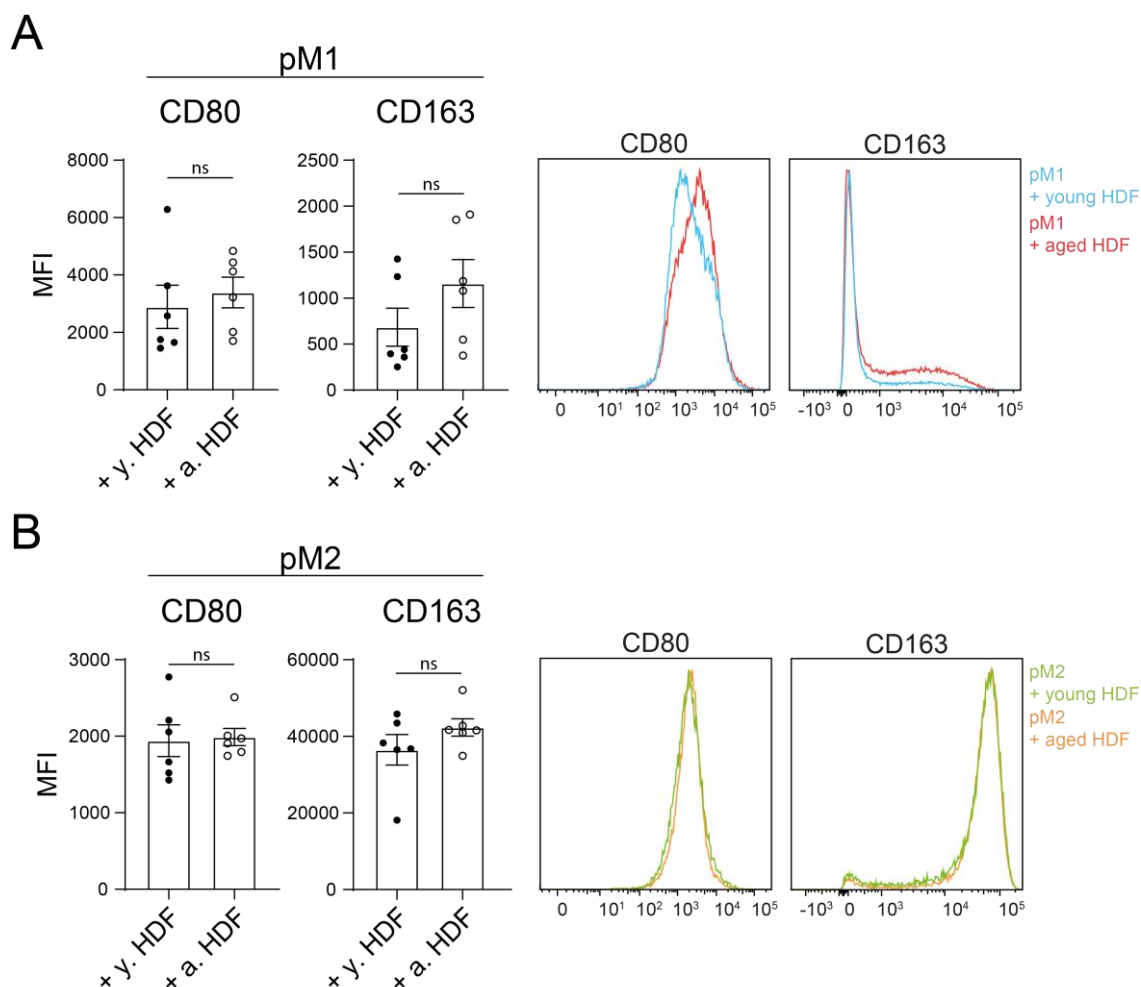 A
pM1
CD80
CD163
MFI
8000
6000
4000
2000
0
ns
+ y. HDF
+ a. HDF
2500
2000
1500
1000
500
0
ns
+ y. HDF
+ a. HDF
CD80
0 10¹ 10² 10³ 10⁴ 10⁵
CD163
-10³ 0 10³ 10⁴ 10⁵
pM1
+ young HDF
pM1
+ aged HDF
B
pM2
CD80
CD163
MFI
3000
2000
1000
0
ns
+ y. HDF
+ a. HDF
60000
40000
20000
0
ns
+ y. HDF
+ a. HDF
CD80
0 10¹ 10² 10³ 10⁴ 10⁵
CD163
-10³ 0 10³ 10⁴ 10⁵
pM2
+ young HDF
pM2
+ aged HDF